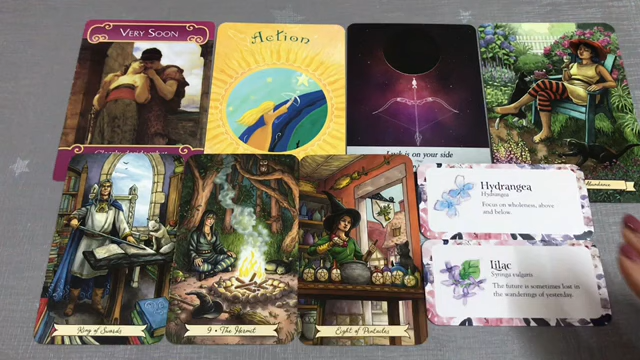 Very Soon
Action
Luck is on your side
Abundance
King of Swords
9 • The Hermit
Eight of Pentacles
Hydrangea
Hydrangea
Focus on wholeness, above
and below.
Lilac
Syringa vulgaris
The future is sometimes lost in
the wanderings of yesterday.